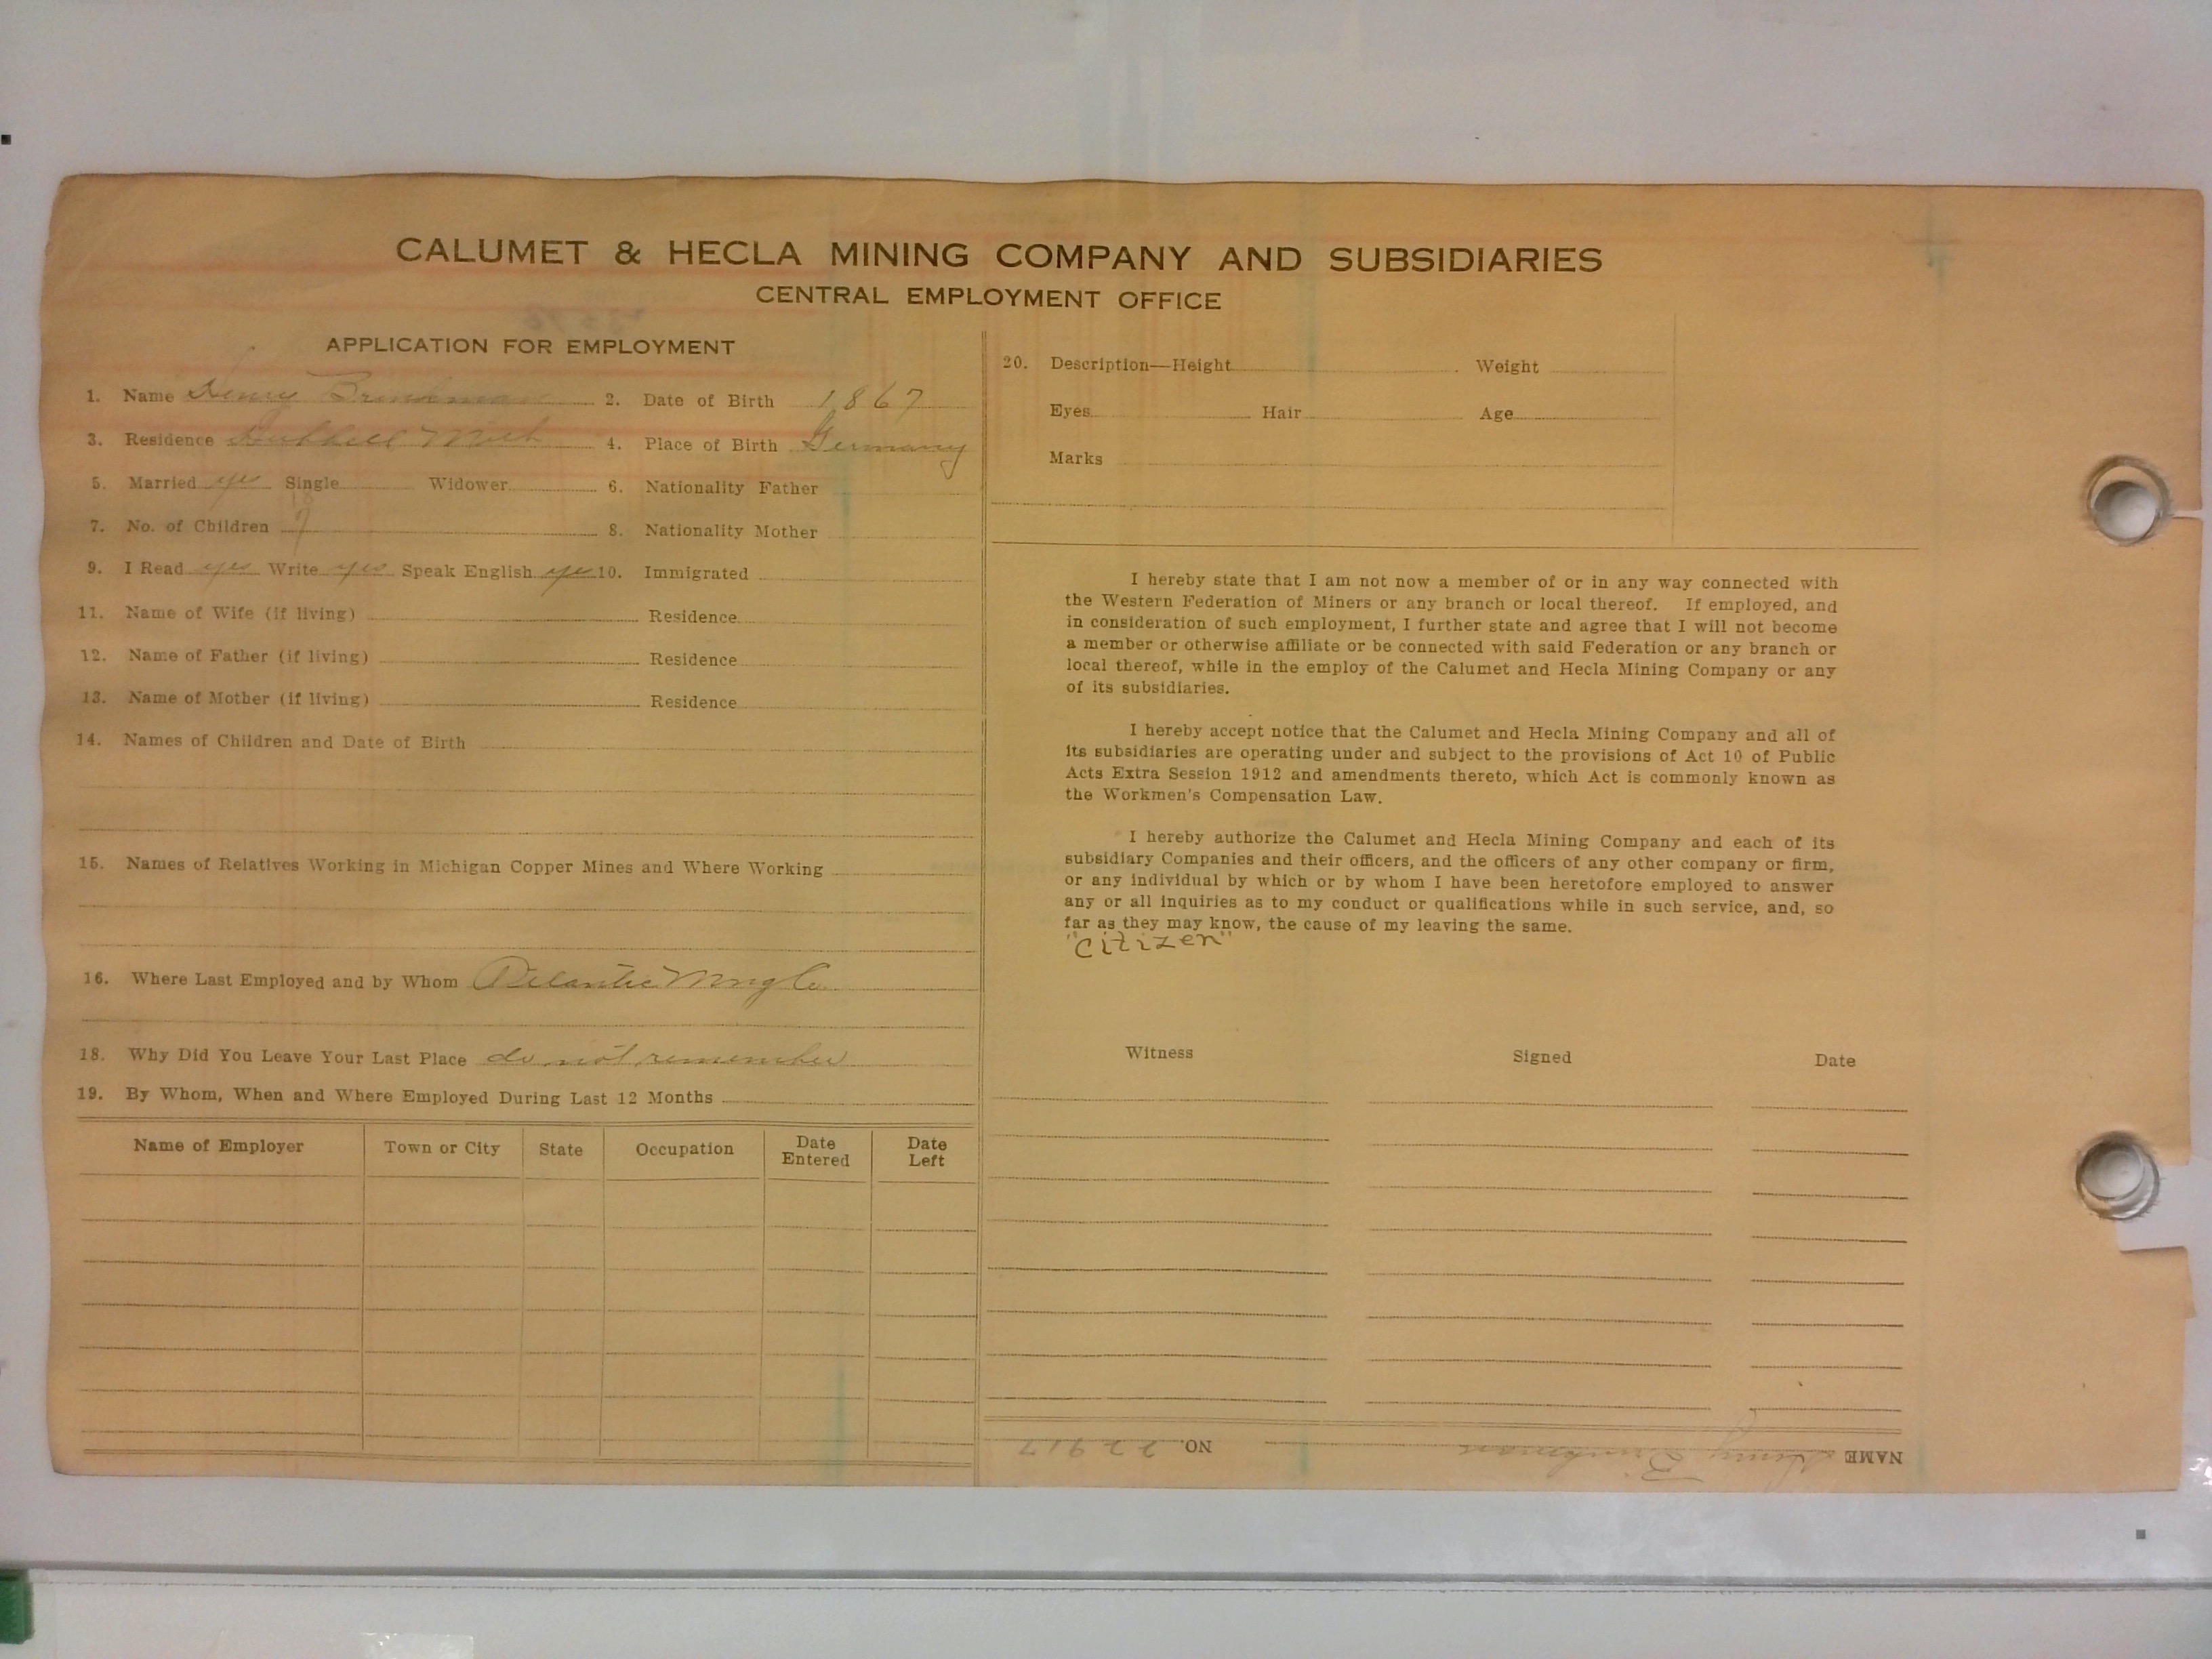 CALUMET & HECLA MINING COMPANY AND SUBSIDIARIES
CENTRAL EMPLOYMENT OFFICE
APPLICATION FOR EMPLOYMENT
1. Name Henry Brinkman 2. Date of Birth 1867
3. Residence Hubbell Mich 4. Place of Birth Germany
5. Married yes Single Widower 6. Nationality Father
7. No. of Children 7 8. Nationality Mother
9. I Read yes Write yes Speak English yes 10. Immigrated
11. Name of Wife (if living) Residence
12. Name of Father (if living) Residence
13. Name of Mother (if living) Residence
14. Names of Children and Date of Birth
15. Names of Relatives Working in Michigan Copper Mines and Where Working
16. Where Last Employed and by Whom Atlantic Mng Co.
18. Why Did You Leave Your Last Place do not remember
19. By Whom, When and Where Employed During Last 12 Months
Name of Employer Town or City State Occupation Date Entered Date Left
20. Description—Height Weight
Eyes Hair Age
Marks
I hereby state that I am not now a member of or in any way connected with
the Western Federation of Miners or any branch or local thereof. If employed, and
in consideration of such employment, I further state and agree that I will not become
a member or otherwise affiliate or be connected with said Federation or any branch or
local thereof, while in the employ of the Calumet and Hecla Mining Company or any
of its subsidiaries.
I hereby accept notice that the Calumet and Hecla Mining Company and all of
its subsidiaries are operating under and subject to the provisions of Act 10 of Public
Acts Extra Session 1912 and amendments thereto, which Act is commonly known as
the Workmen's Compensation Law.
I hereby authorize the Calumet and Hecla Mining Company and each of its
subsidiary Companies and their officers, and the officers of any other company or firm,
or any individual by which or by whom I have been heretofore employed to answer
any or all inquiries as to my conduct or qualifications while in such service, and, so
far as they may know, the cause of my leaving the same.
"Citizen"
Witness Signed Date
NAME Henry Brinkman NO. 22917